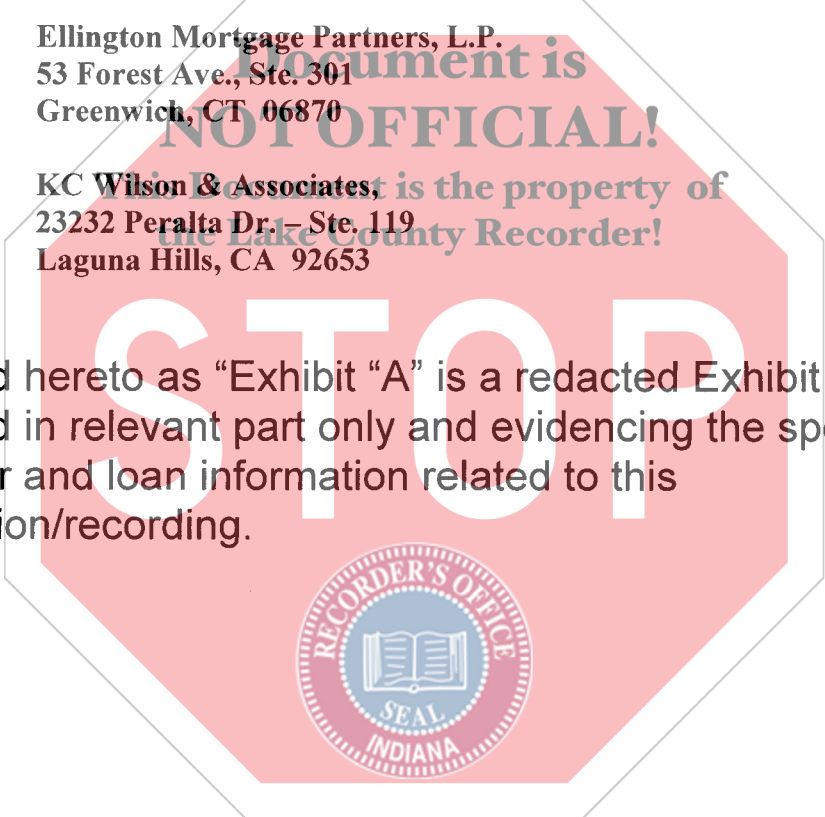 Ellington Mortgage Partners, L.P.
53 Forest Ave., Ste. 301
Greenwich, CT 06870
Document is
NOT OFFICIAL!
This Document is the property of
the Lake County Recorder!
KC Wilson & Associates,
23232 Peralta Dr. – Ste. 119
Laguna Hills, CA 92653
STOP
d hereto as “Exhibit “A” is a redacted Exhibit
d in relevant part only and evidencing the sp
r and loan information related to this
ion/recording.
RECORDER'S OFFICE
SEAL
INDIANA